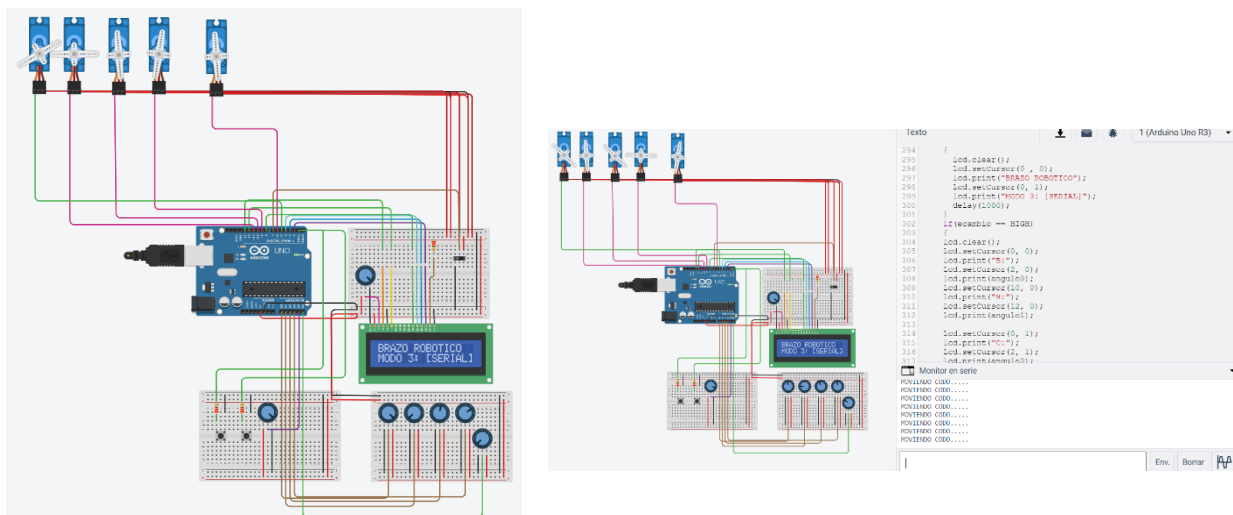 UNO
ARDUINO
BRAZO ROBOTICO
MODO 3: [SERIAL]
Texto
1 (Arduino Uno R3)
294 {
295 lcd.clear();
296 lcd.setCursor(0 , 0);
297 lcd.print("BRAZO ROBOTICO");
298 lcd.setCursor(0, 1);
299 lcd.print("MODO 3: [SERIAL]");
300 delay(1000);
301 }
302 if(ecambio == HIGH)
303 {
304 lcd.clear();
305 lcd.setCursor(0, 0);
306 lcd.print("B:");
307 lcd.setCursor(2, 0);
308 lcd.print(angulo0);
309 lcd.setCursor(10, 0);
310 lcd.print("H:");
311 lcd.setCursor(12, 0);
312 lcd.print(angulo1);
313
314 lcd.setCursor(0, 1);
315 lcd.print("C:");
316 lcd.setCursor(2, 1);
317 lcd.print(angulo2);
UNO
BRAZO ROBOTICO
MODO 3: [SERIAL]
Monitor en serie
MOVIENDO CODO.....
MOVIENDO CODO.....
MOVIENDO CODO.....
MOVIENDO CODO.....
MOVIENDO CODO.....
MOVIENDO CODO.....
MOVIENDO CODO.....
Env.
Borrar